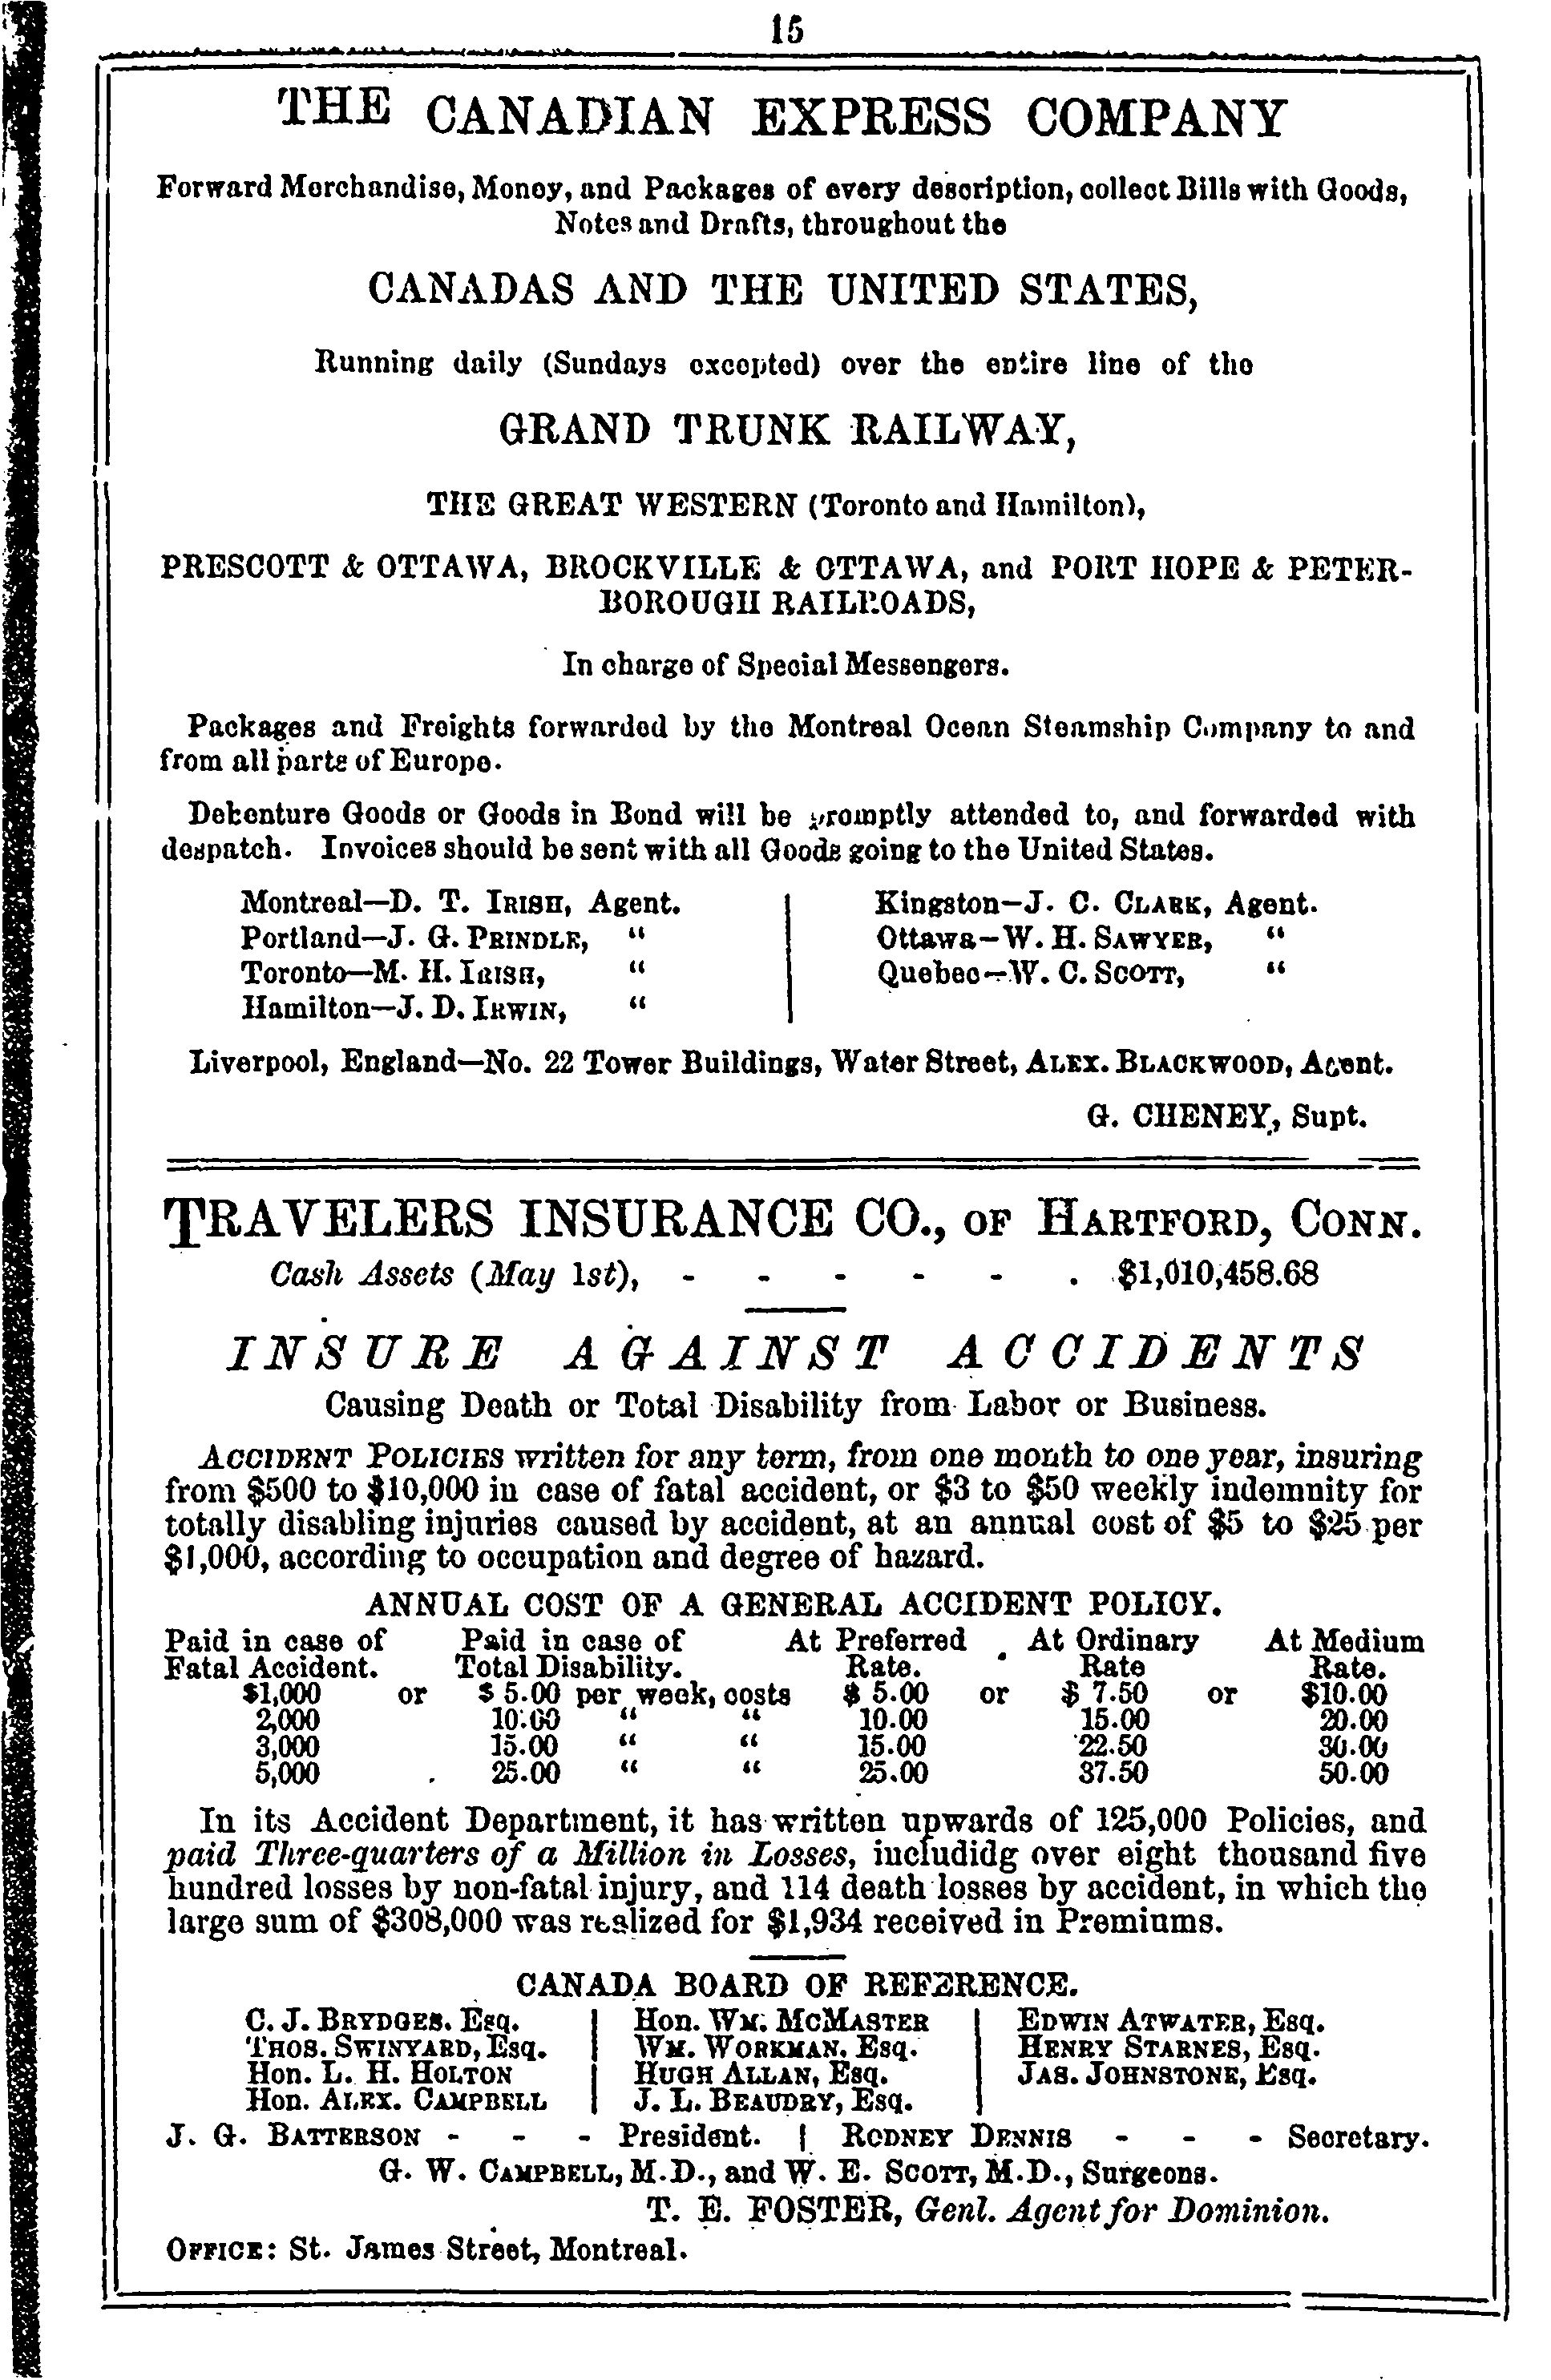 15
THE CANADIAN EXPRESS COMPANY
Forward Merchandise, Money, and Packages of every description, collect Bills with Goods,
Notes and Drafts, throughout the
CANADAS AND THE UNITED STATES,
Running daily (Sundays excepted) over the entire line of the
GRAND TRUNK RAILWAY,
THE GREAT WESTERN (Toronto and Hamilton),
PRESCOTT & OTTAWA, BROCKVILLE & OTTAWA, and PORT HOPE & PETER-
BOROUGH RAILROADS,
In charge of Special Messengers.
Packages and Freights forwarded by the Montreal Ocean Steamship Company to and
from all parts of Europe.
Debenture Goods or Goods in Bond will be promptly attended to, and forwarded with
despatch. Invoices should be sent with all Goods going to the United States.
Montreal—D. T. IRISH, Agent.
Portland—J. G. PRINDLE, "
Toronto—M. H. IRISH, "
Hamilton—J. D. IRWIN, "
Kingston—J. C. CLARK, Agent.
Ottawa—W. H. SAWYER, "
Quebec—W. C. SCOTT, "
Liverpool, England—No. 22 Tower Buildings, Water Street, ALEX. BLACKWOOD, Agent.
G. CHENEY, Supt.
TRAVELERS INSURANCE CO., OF HARTFORD, CONN.
Cash Assets (May 1st), - - - - - . $1,010,458.68
INSURE AGAINST ACCIDENTS
Causing Death or Total Disability from Labor or Business.
ACCIDENT POLICIES written for any term, from one month to one year, insuring
from $500 to $10,000 in case of fatal accident, or $3 to $50 weekly indemnity for
totally disabling injuries caused by accident, at an annual cost of $5 to $25 per
$1,000, according to occupation and degree of hazard.
ANNUAL COST OF A GENERAL ACCIDENT POLICY.
Paid in case of Paid in case of At Preferred At Ordinary At Medium
Fatal Accident. Total Disability. Rate. Rate Rate.
$1,000 or $ 5.00 per week, costs $ 5.00 or $ 7.50 or $10.00
2,000 10.00 " " 10.00 15.00 20.00
3,000 15.00 " " 15.00 22.50 30.00
5,000 25.00 " " 25.00 37.50 50.00
In its Accident Department, it has written upwards of 125,000 Policies, and
paid Three-quarters of a Million in Losses, includidg over eight thousand five
hundred losses by non-fatal injury, and 114 death losses by accident, in which the
large sum of $308,000 was realized for $1,934 received in Premiums.
CANADA BOARD OF REFERENCE.
C. J. BRYDGES. Esq.
THOS. SWINYARD, Esq.
Hon. L. H. HOLTON
Hon. ALEX. CAMPBELL
Hon. WM. MCMASTER
WM. WORKMAN. Esq.
HUGH ALLAN, Esq.
J. L. BEAUDRY, Esq.
EDWIN ATWATER, Esq.
HENRY STARNES, Esq.
JAS. JOHNSTONE, Esq.
J. G. BATTERSON - - - President. | RODNEY DENNIS - - - Secretary.
G. W. CAMPBELL, M.D., and W. E. SCOTT, M.D., Surgeons.
T. E. FOSTER, Genl. Agent for Dominion.
OFFICE: St. James Street, Montreal.